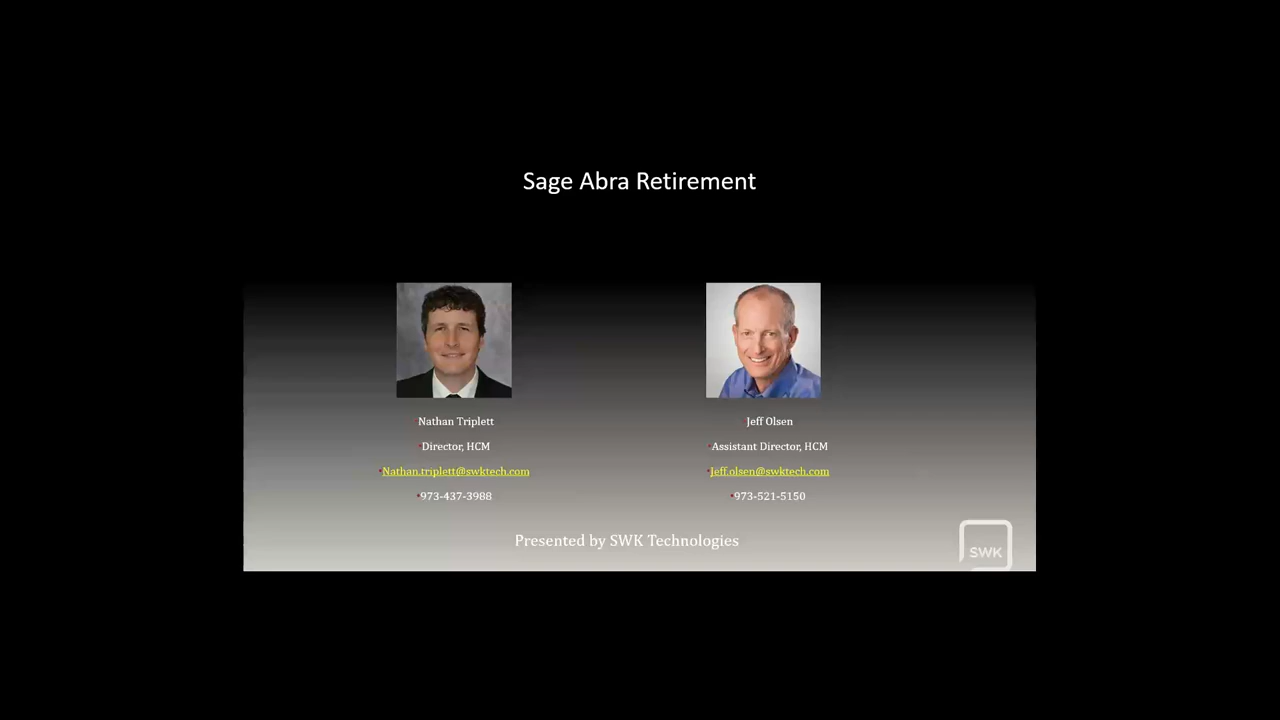 Sage Abra Retirement
Nathan Triplett
Jeff Olsen
Director, HCM
Assistant Director, HCM
Nathan.triplett@swktech.com
Jeff.olsen@swktech.com
973-437-3988
973-521-5150
Presented by SWK Technologies
SWK